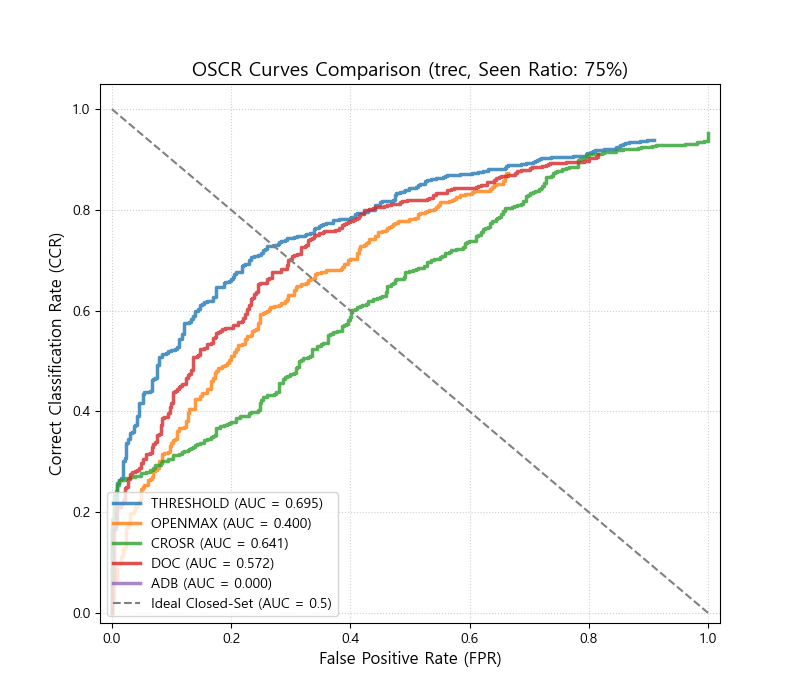 OSCR Curves Comparison (trec, Seen Ratio: 75%)
Correct Classification Rate (CCR)
1.0
0.8
0.6
0.4
0.2
0.0
THRESHOLD (AUC = 0.695)
OPENMAX (AUC = 0.400)
CROSR (AUC = 0.641)
DOC (AUC = 0.572)
ADB (AUC = 0.000)
Ideal Closed-Set (AUC = 0.5)
0.0 0.2 0.4 0.6 0.8 1.0
False Positive Rate (FPR)